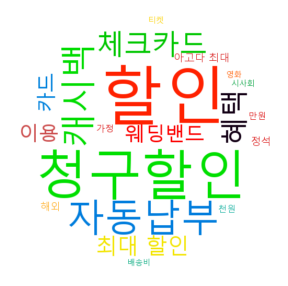 티켓
체크카드
아고다 최대
캐시백
카드
할인
영화
시사회
혜택
만원
이용
가정
웨딩밴드
정석
청구할인
해외
자동납부
천원
최대 할인
배송비